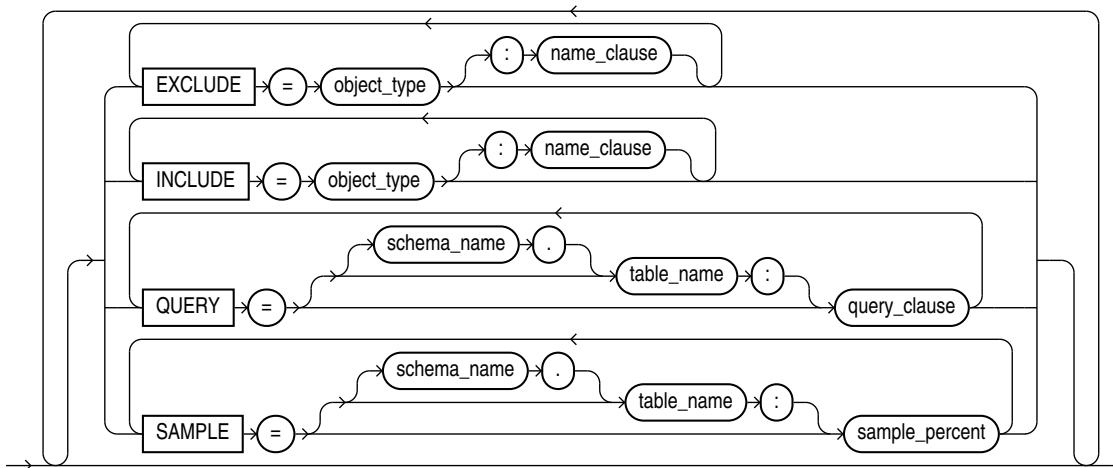 : name_clause
EXCLUDE = object_type
: name_clause
INCLUDE = object_type
schema_name .
table_name :
QUERY = query_clause
schema_name .
table_name :
SAMPLE = sample_percent